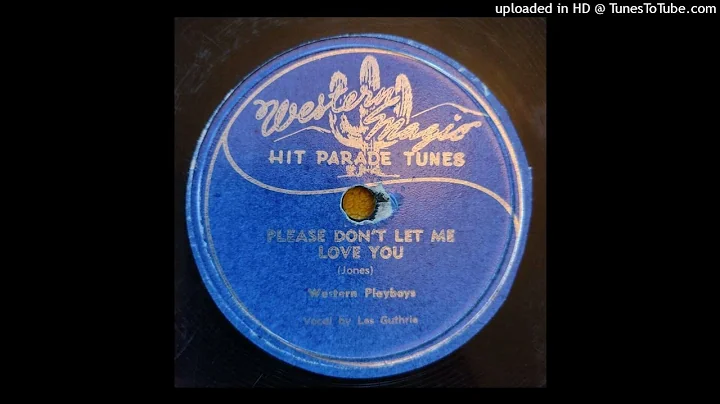 uploaded in HD @ TunesToTube.com
Western
Magic
HIT PARADE TUNES
PLEASE DON'T LET ME
LOVE YOU
(Jones)
Western Playboys
Vocal by Les Guthrie